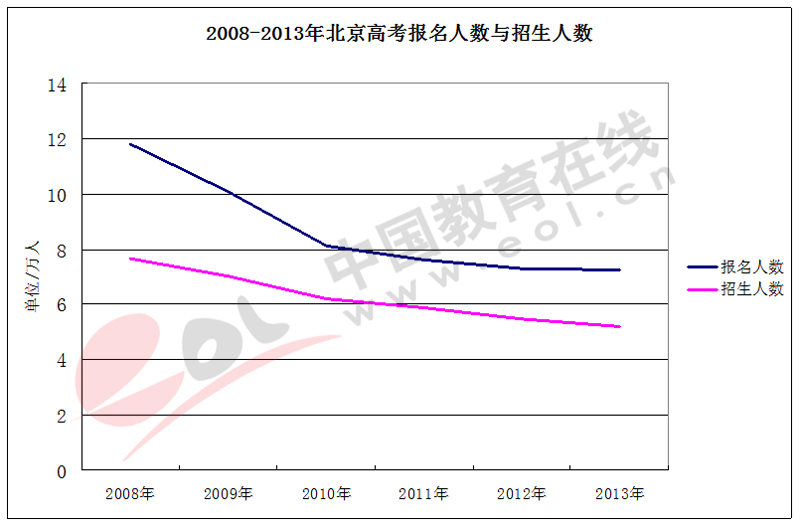 2008-2013年北京高考报名人数与招生人数
14
12
10
8
6
4
2
0
单位/万人
2008年 2009年 2010年 2011年 2012年 2013年
报名人数
招生人数
中国教育在线
www.eol.cn
eOL